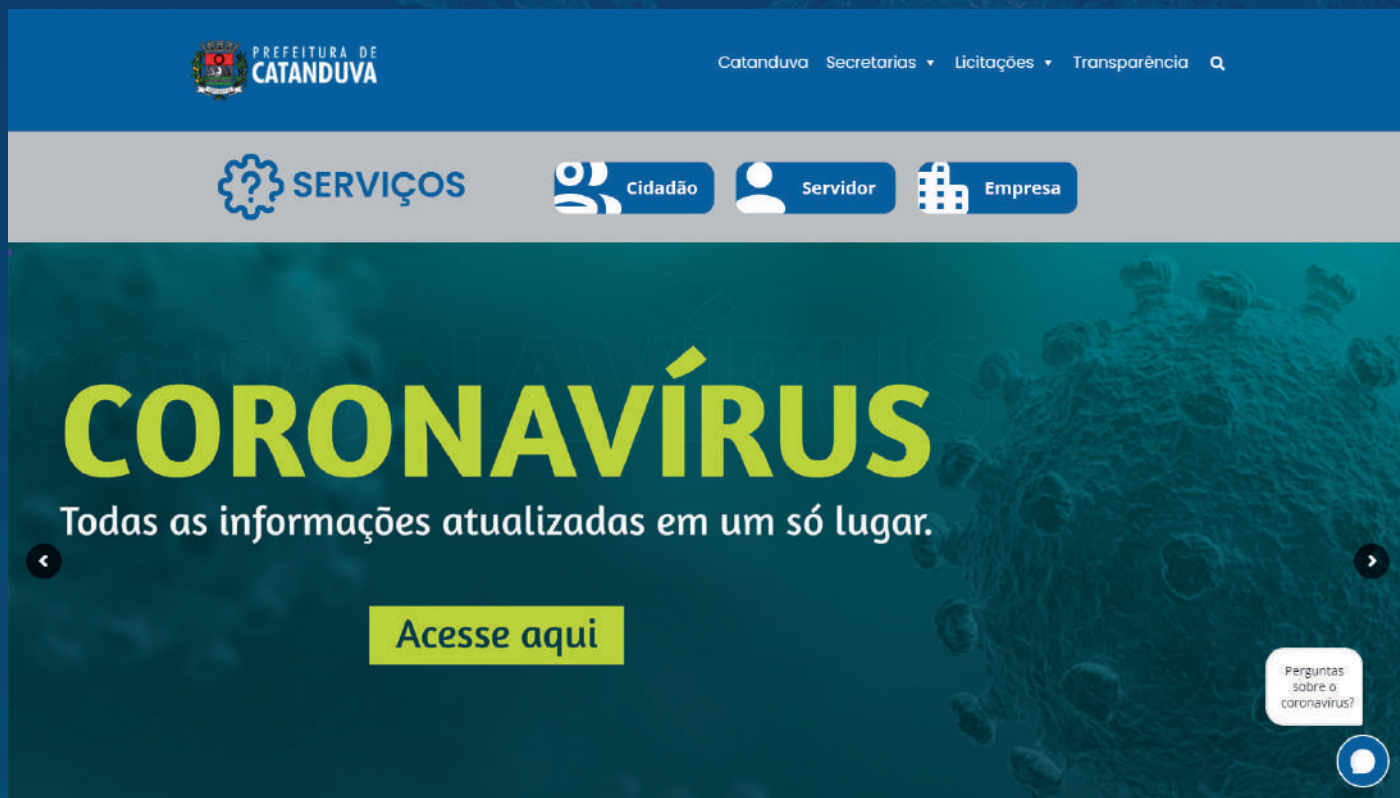 PREFEITURA DE
CATANDUVA
Catanduva Secretarias Licitações Transparência
SERVIÇOS
Cidadão
Servidor
Empresa
CORONAVÍRUS
CORONAVÍRUS
Todas as informações atualizadas em um só lugar.
Acesse aqui
Perguntas
sobre o
coronavírus?